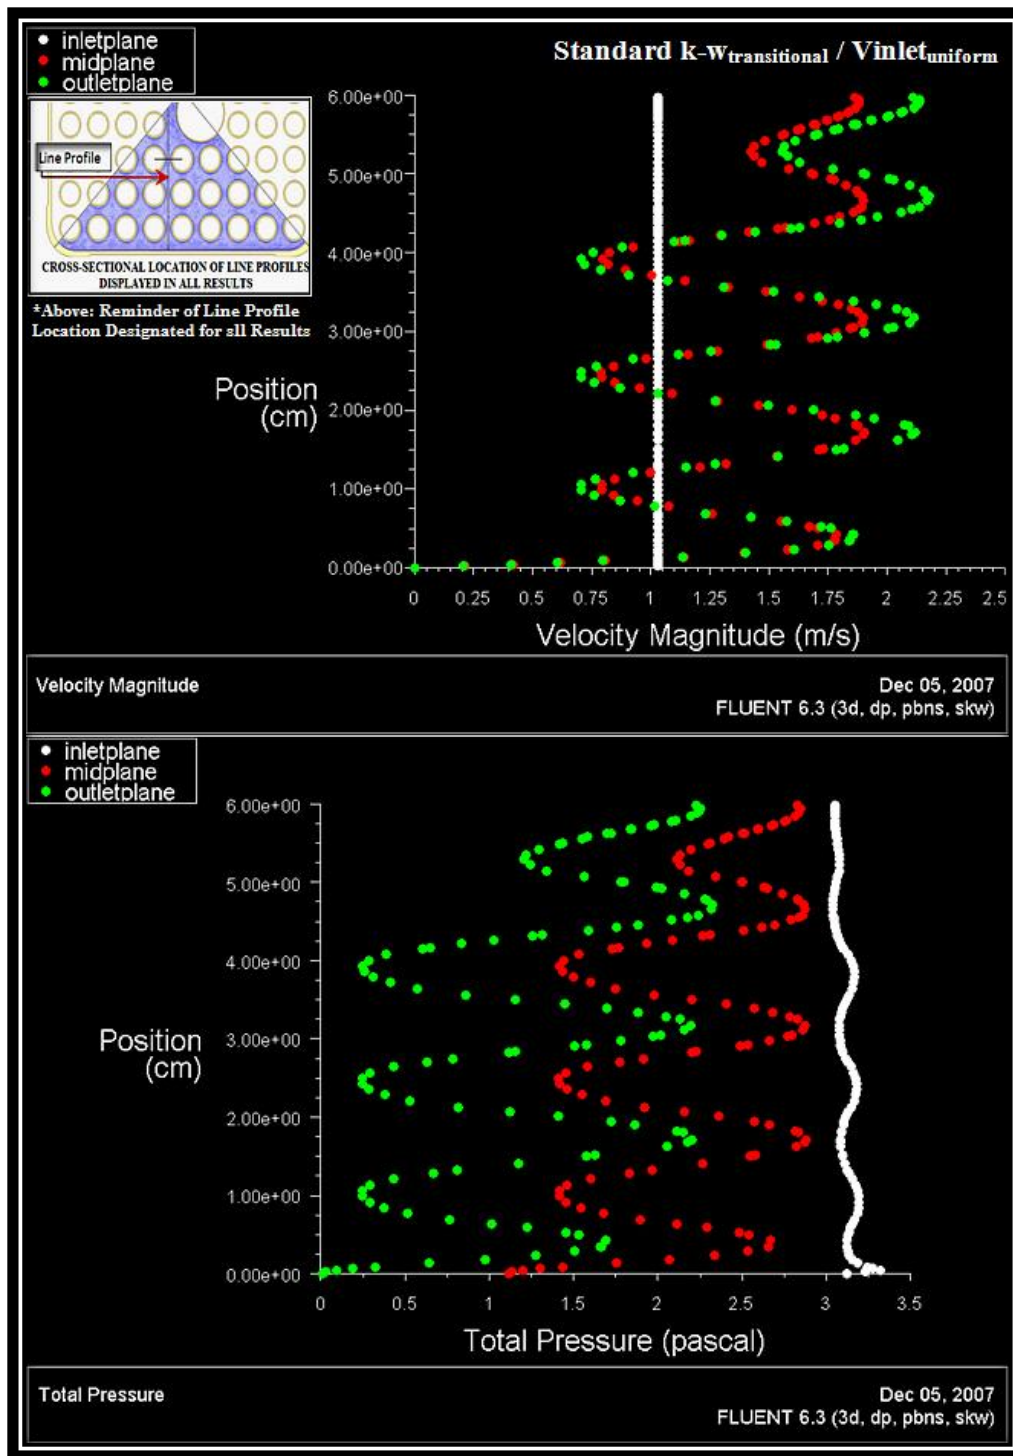 inletplane
midplane
outletplane
Standard k-wtransitional / Vinletuniform
Line Profile
CROSS-SECTIONAL LOCATION OF LINE PROFILES
DISPLAYED IN ALL RESULTS
*Above: Reminder of Line Profile
Location Designated for sll Results
6.00e+00
5.00e+00
4.00e+00
3.00e+00
2.00e+00
1.00e+00
0.00e+00
Position
(cm)
0 0.25 0.5 0.75 1 1.25 1.5 1.75 2 2.25 2.5
Velocity Magnitude (m/s)
Velocity Magnitude
Dec 05, 2007
FLUENT 6.3 (3d, dp, pbns, skw)
inletplane
midplane
outletplane
6.00e+00
5.00e+00
4.00e+00
3.00e+00
2.00e+00
1.00e+00
0.00e+00
Position
(cm)
0 0.5 1 1.5 2 2.5 3 3.5
Total Pressure (pascal)
Total Pressure
Dec 05, 2007
FLUENT 6.3 (3d, dp, pbns, skw)